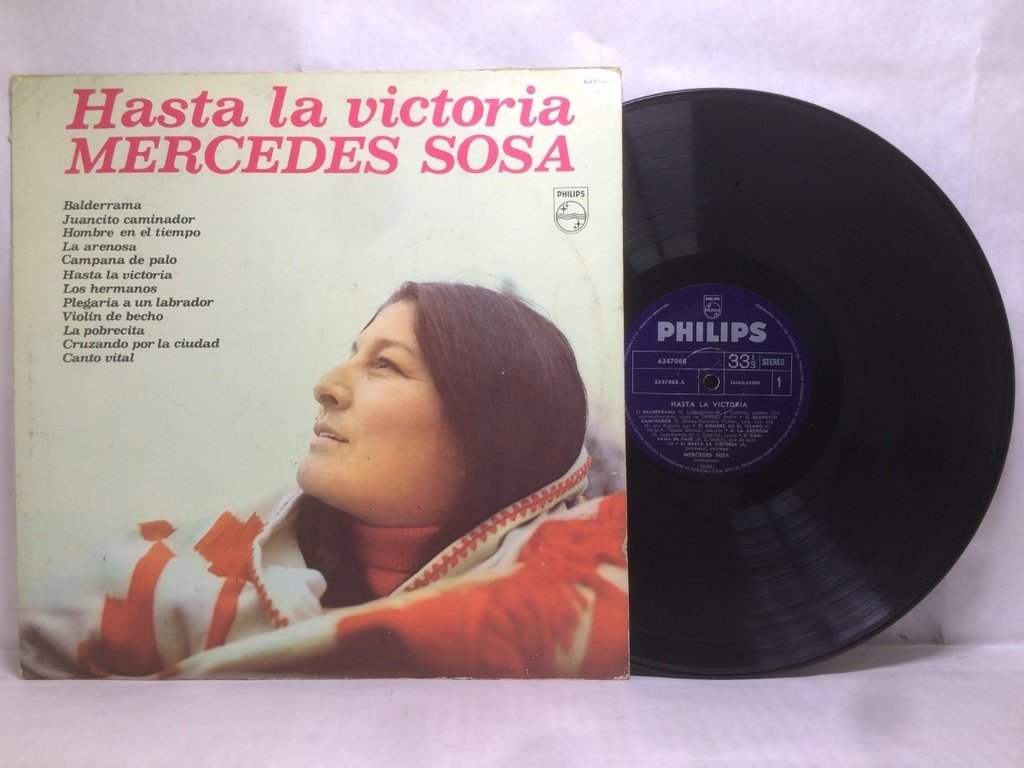 Hasta la victoria
MERCEDES SOSA
PHILIPS
Balderrama
Juancito caminador
Hombre en el tiempo
La arenosa
Campana de palo
Hasta la victoria
Los hermanos
Plegaria a un labrador
Violín de becho
La pobrecita
Cruzando por la ciudad
Canto vital
PHILIPS
6347068
33 1/3
STEREO
6347068-A
1
HASTA LA VICTORIA
MERCEDES SOSA